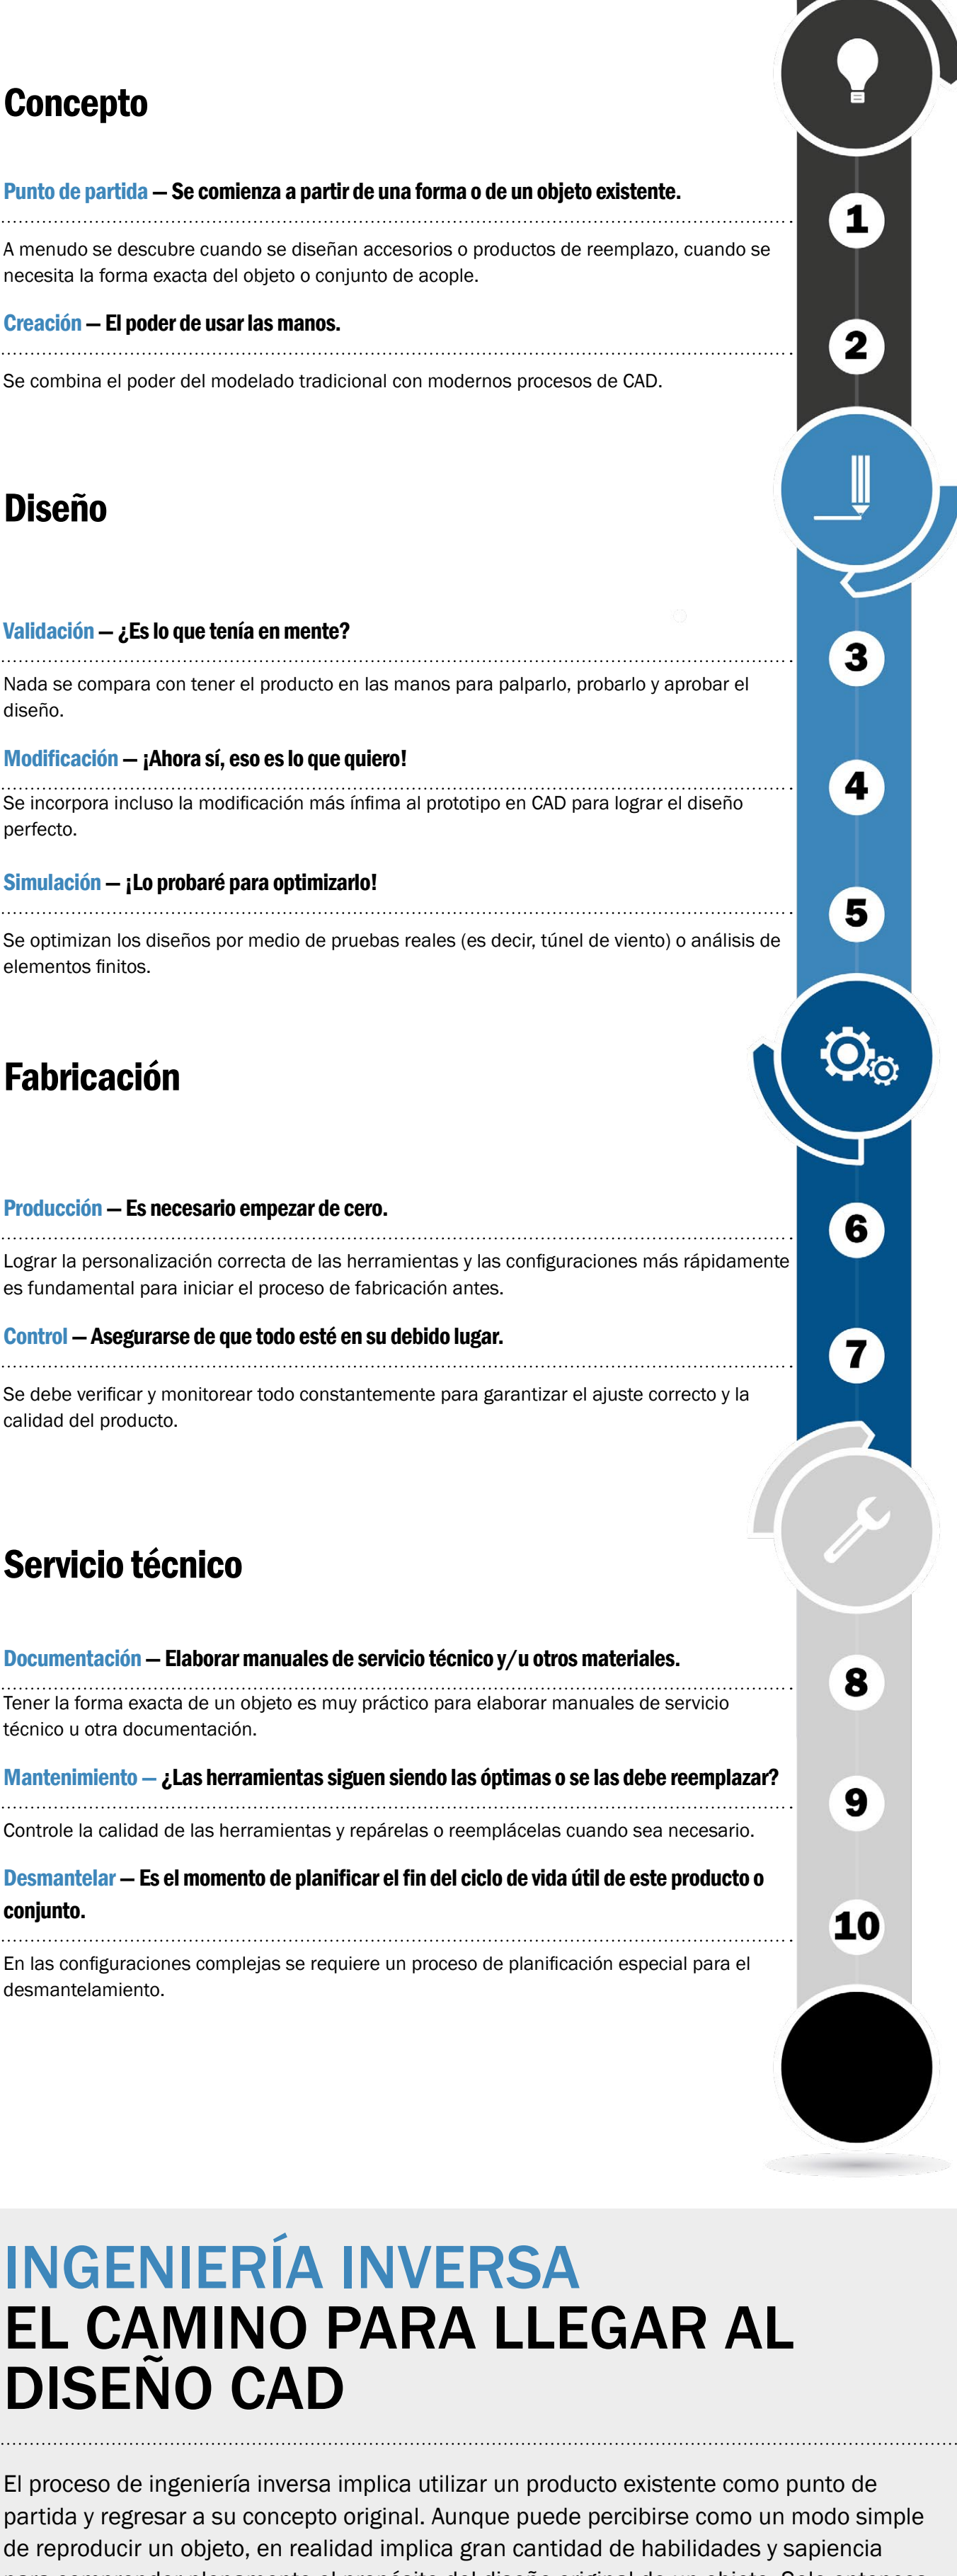 Concepto
Punto de partida — Se comienza a partir de una forma o de un objeto existente.
1
A menudo se descubre cuando se diseñan accesorios o productos de reemplazo, cuando se
necesita la forma exacta del objeto o conjunto de acople.
Creación — El poder de usar las manos.
2
Se combina el poder del modelado tradicional con modernos procesos de CAD.
Diseño
Validación — ¿Es lo que tenía en mente?
3
Nada se compara con tener el producto en las manos para palparlo, probarlo y aprobar el
diseño.
Modificación — ¡Ahora sí, eso es lo que quiero!
4
Se incorpora incluso la modificación más ínfima al prototipo en CAD para lograr el diseño
perfecto.
Simulación — ¡Lo probaré para optimizarlo!
5
Se optimizan los diseños por medio de pruebas reales (es decir, túnel de viento) o análisis de
elementos finitos.
Fabricación
Producción — Es necesario empezar de cero.
6
Lograr la personalización correcta de las herramientas y las configuraciones más rápidamente
es fundamental para iniciar el proceso de fabricación antes.
Control — Asegurarse de que todo esté en su debido lugar.
7
Se debe verificar y monitorear todo constantemente para garantizar el ajuste correcto y la
calidad del producto.
Servicio técnico
Documentación — Elaborar manuales de servicio técnico y/u otros materiales.
8
Tener la forma exacta de un objeto es muy práctico para elaborar manuales de servicio
técnico u otra documentación.
Mantenimiento — ¿Las herramientas siguen siendo las óptimas o se las debe reemplazar?
9
Controle la calidad de las herramientas y repárelas o reemplácelas cuando sea necesario.
Desmantelar — Es el momento de planificar el fin del ciclo de vida útil de este producto o
conjunto.
10
En las configuraciones complejas se requiere un proceso de planificación especial para el
desmantelamiento.
INGENIERÍA INVERSA
EL CAMINO PARA LLEGAR AL
DISEÑO CAD
El proceso de ingeniería inversa implica utilizar un producto existente como punto de
partida y regresar a su concepto original. Aunque puede percibirse como un modo simple
de reproducir un objeto, en realidad implica gran cantidad de habilidades y sapiencia
para comprender plenamente el propósito del diseño original de un objeto. Solo entonces